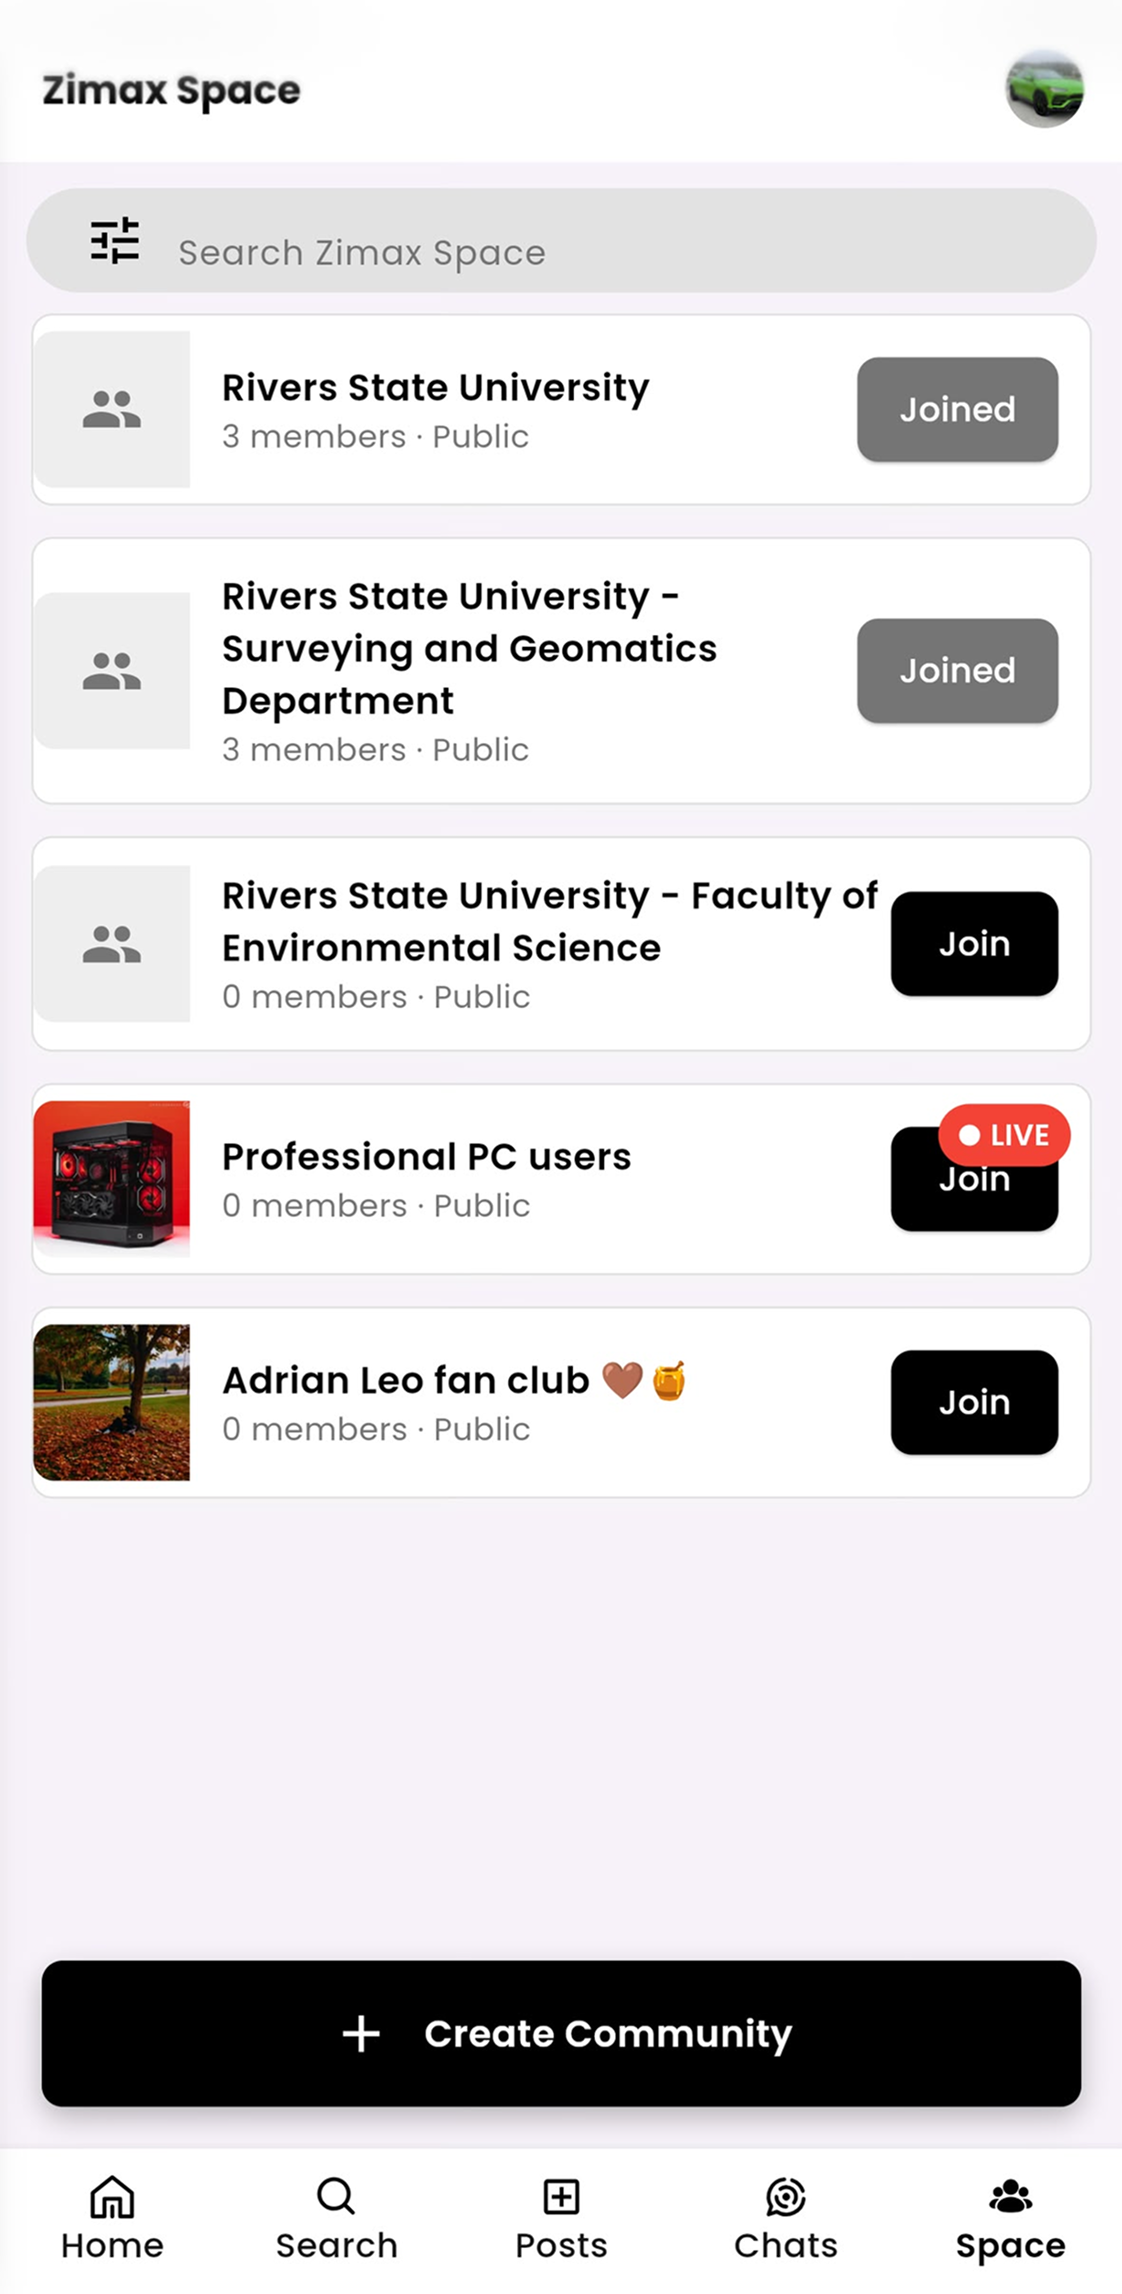 Zimax Space
Search Zimax Space
Rivers State University
3 members · Public
Joined
Rivers State University -
Surveying and Geomatics
Department
3 members · Public
Joined
Rivers State University - Faculty of
Environmental Science
0 members · Public
Join
Professional PC users
0 members · Public
LIVE
Join
Adrian Leo fan club 🤎🍯
0 members · Public
Join
Create Community
Home
Search
Posts
Chats
Space